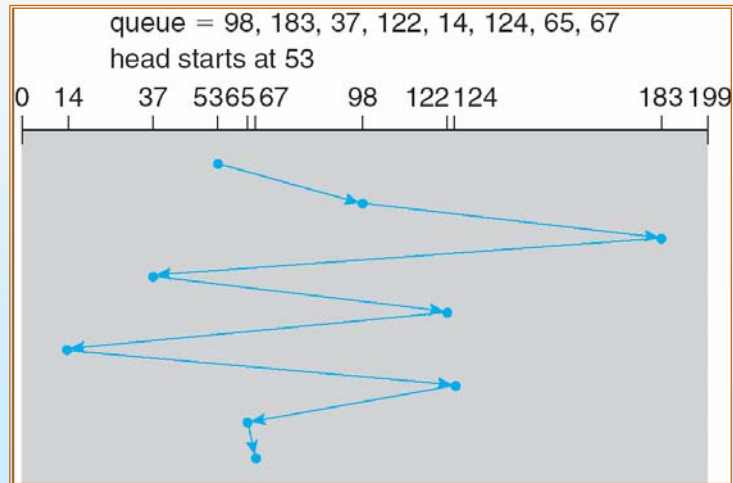 queue = 98, 183, 37, 122, 14, 124, 65, 67
head starts at 53
0 14 37 53 65 67 98 122 124 183 199